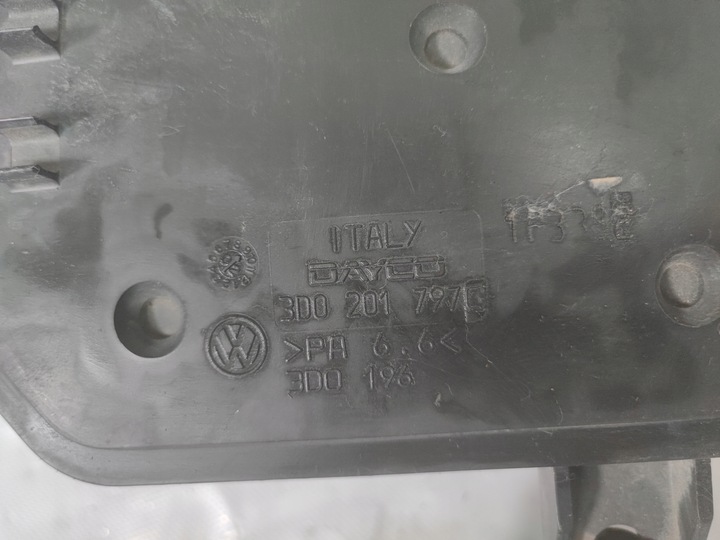 ITALY
DAYCO
3D0 201 797
>PA 6.6<
3D0 196